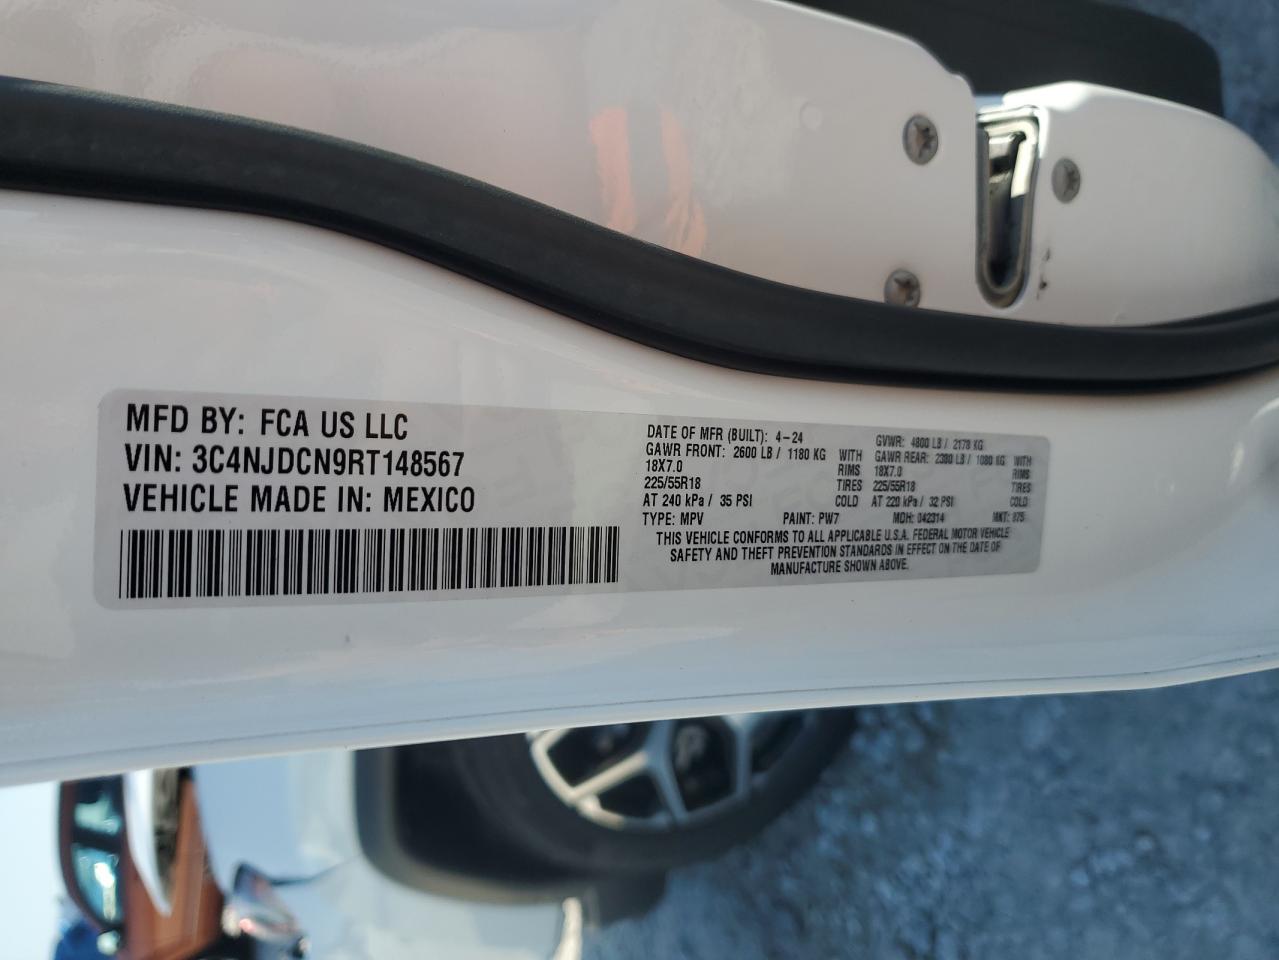 MFD BY: FCA US LLC
VIN: 3C4NJDCN9RT148567
VEHICLE MADE IN: MEXICO
DATE OF MFR (BUILT): 4-24 GVWR: 4800 LB / 2178 KG
GAWR FRONT: 2600 LB / 1180 KG WITH GAWR REAR: 2380 LB / 1080 KG WITH
18X7.0 RIMS 18X7.0 RIMS
225/55R18 TIRES 225/55R18 TIRES
AT 240 kPa / 35 PSI COLD AT 220 kPa / 32 PSI COLD
TYPE: MPV PAINT: PW7 MDH: 042314 MKT: 875
THIS VEHICLE CONFORMS TO ALL APPLICABLE U.S.A. FEDERAL MOTOR VEHICLE
SAFETY AND THEFT PREVENTION STANDARDS IN EFFECT ON THE DATE OF
MANUFACTURE SHOWN ABOVE.